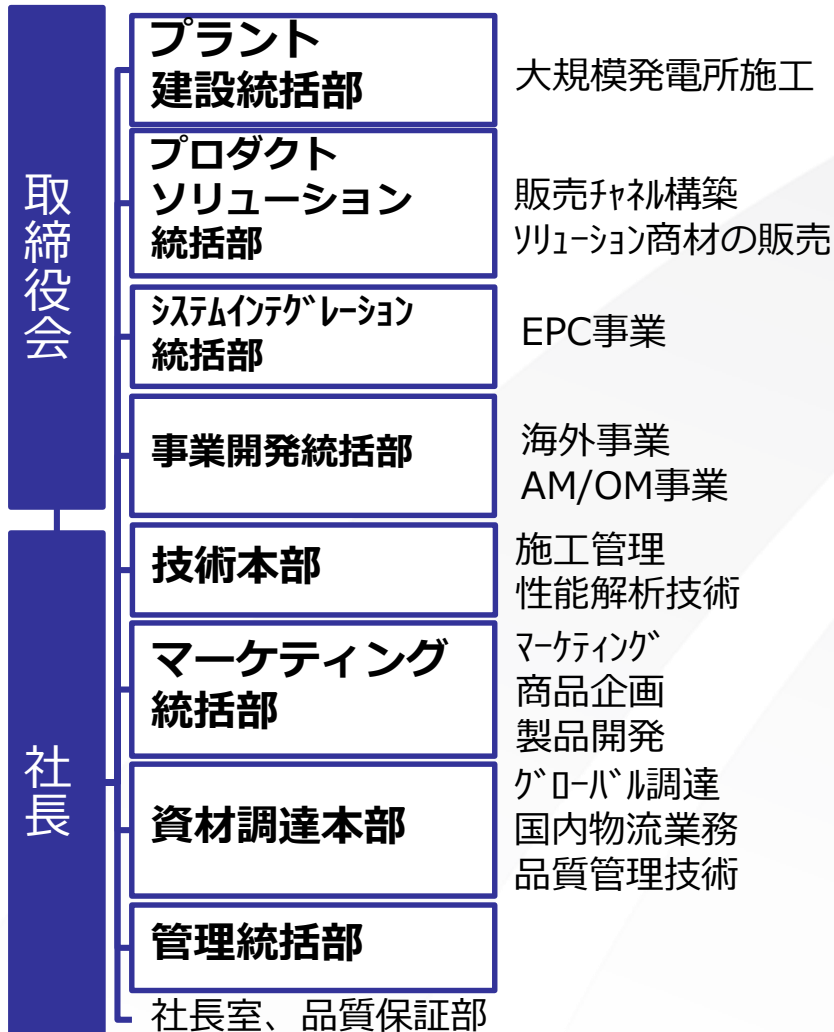 取締役会
プラント
建設統括部
大規模発電所施工
プロダクト
ソリューション
統括部
販売ﾁｬﾈﾙ構築
ｿﾘｭｰｼｮﾝ商材の販売
ｼｽﾃﾑｲﾝﾃｸﾞﾚｰｼｮﾝ
統括部
EPC事業
事業開発統括部
海外事業
AM/OM事業
社長
技術本部
施工管理
性能解析技術
マーケティング
統括部
ﾏｰｹﾃｨﾝｸﾞ
商品企画
製品開発
資材調達本部
ｸﾞﾛｰﾊﾞﾙ調達
国内物流業務
品質管理技術
管理統括部
社長室、品質保証部